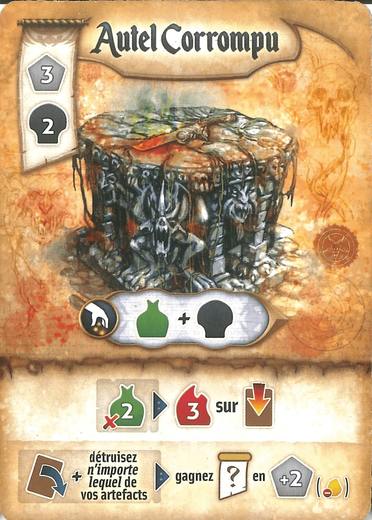 Autel Corrompu
3
2
+
2 3 sur
+ détruisez
n'importe
lequel de
vos artefacts
gagnez ? en +2 (-)